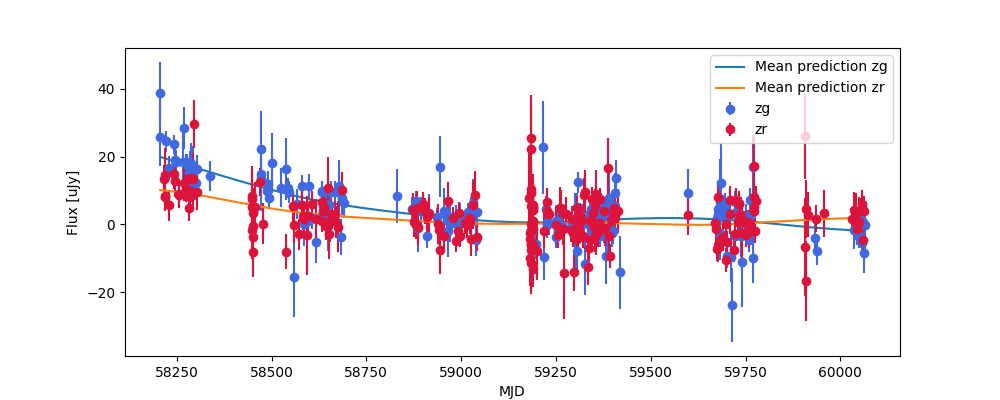 Mean prediction zg
Mean prediction zr
zg
zr
40
20
0
−20
Flux [uJy]
58250 58500 58750 59000 59250 59500 59750 60000
MJD